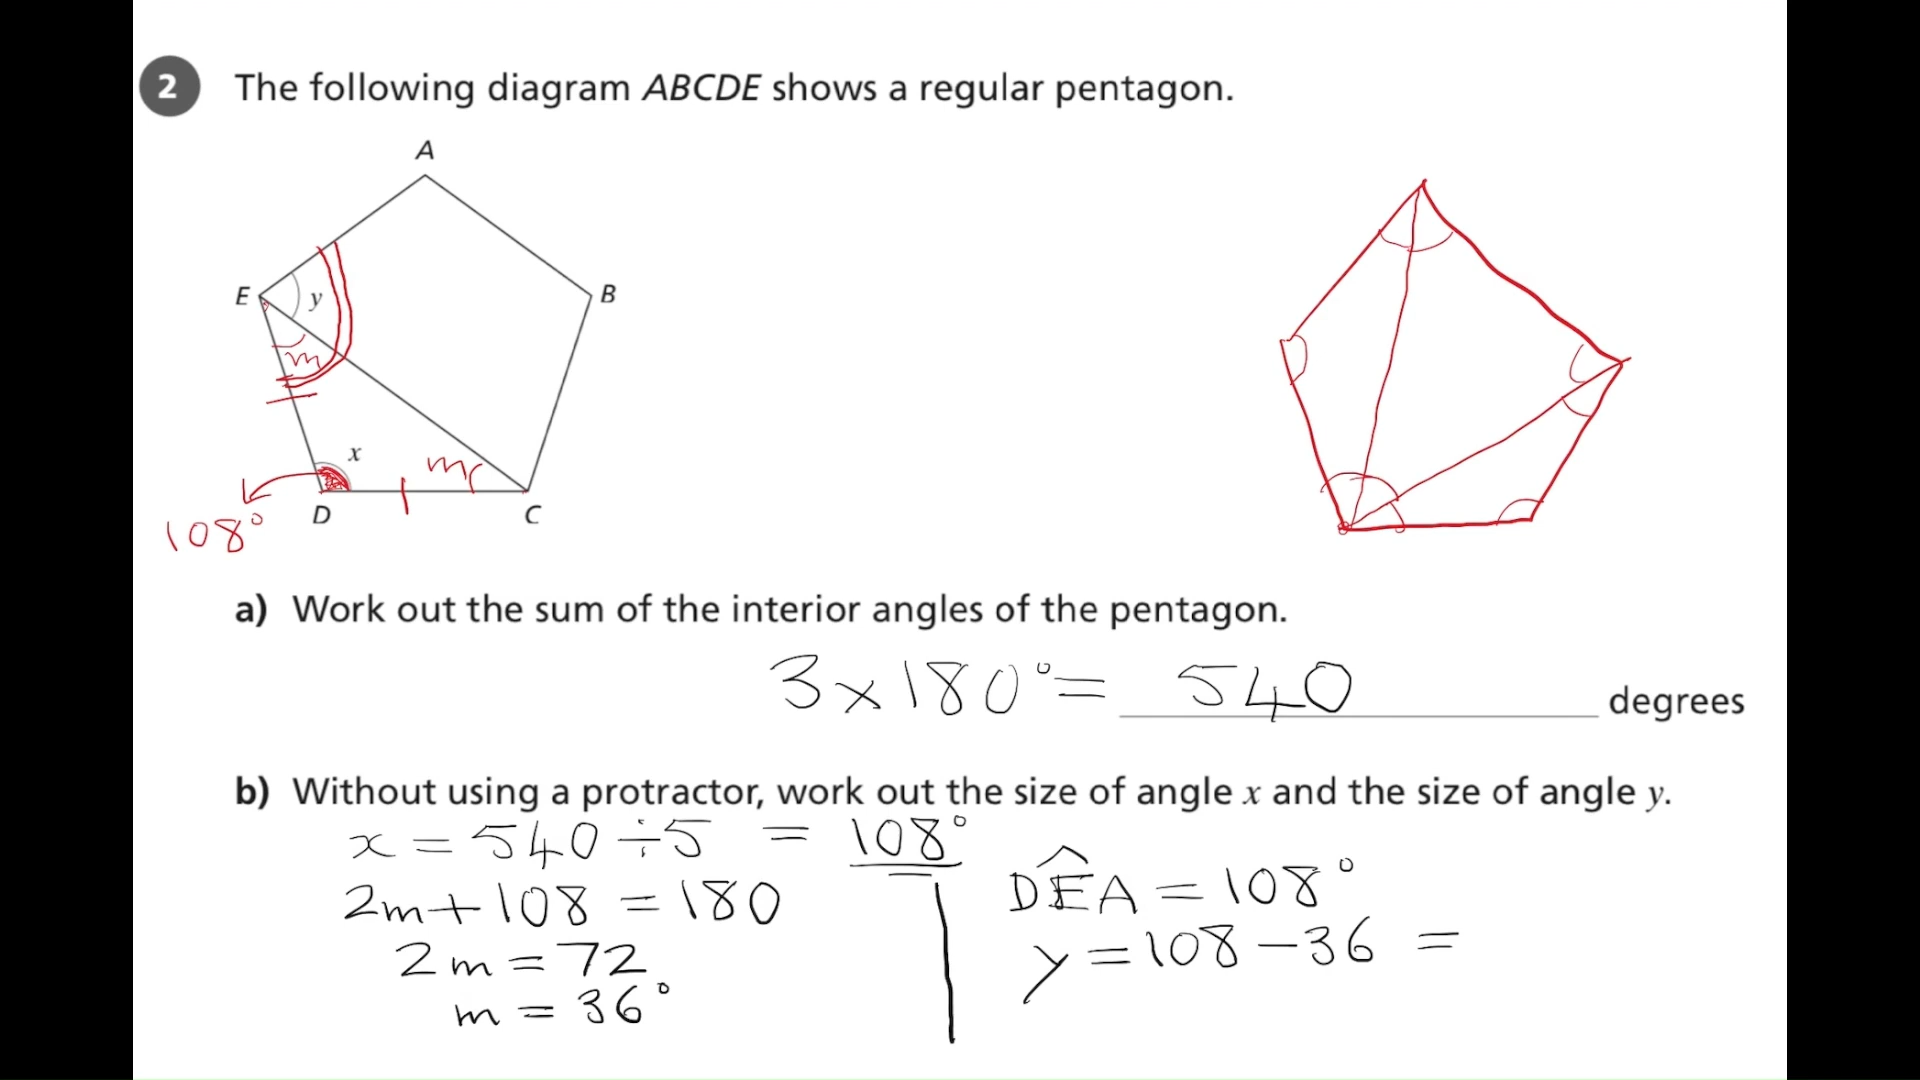 2 The following diagram ABCDE shows a regular pentagon.
A
E y B
m
x m
D C
108°
a) Work out the sum of the interior angles of the pentagon.
3 x 180° = 540 degrees
b) Without using a protractor, work out the size of angle x and the size of angle y.
x = 540 ÷ 5 = 108°
2m + 108 = 180
2m = 72
m = 36°
DÊA = 108°
y = 108 - 36 =